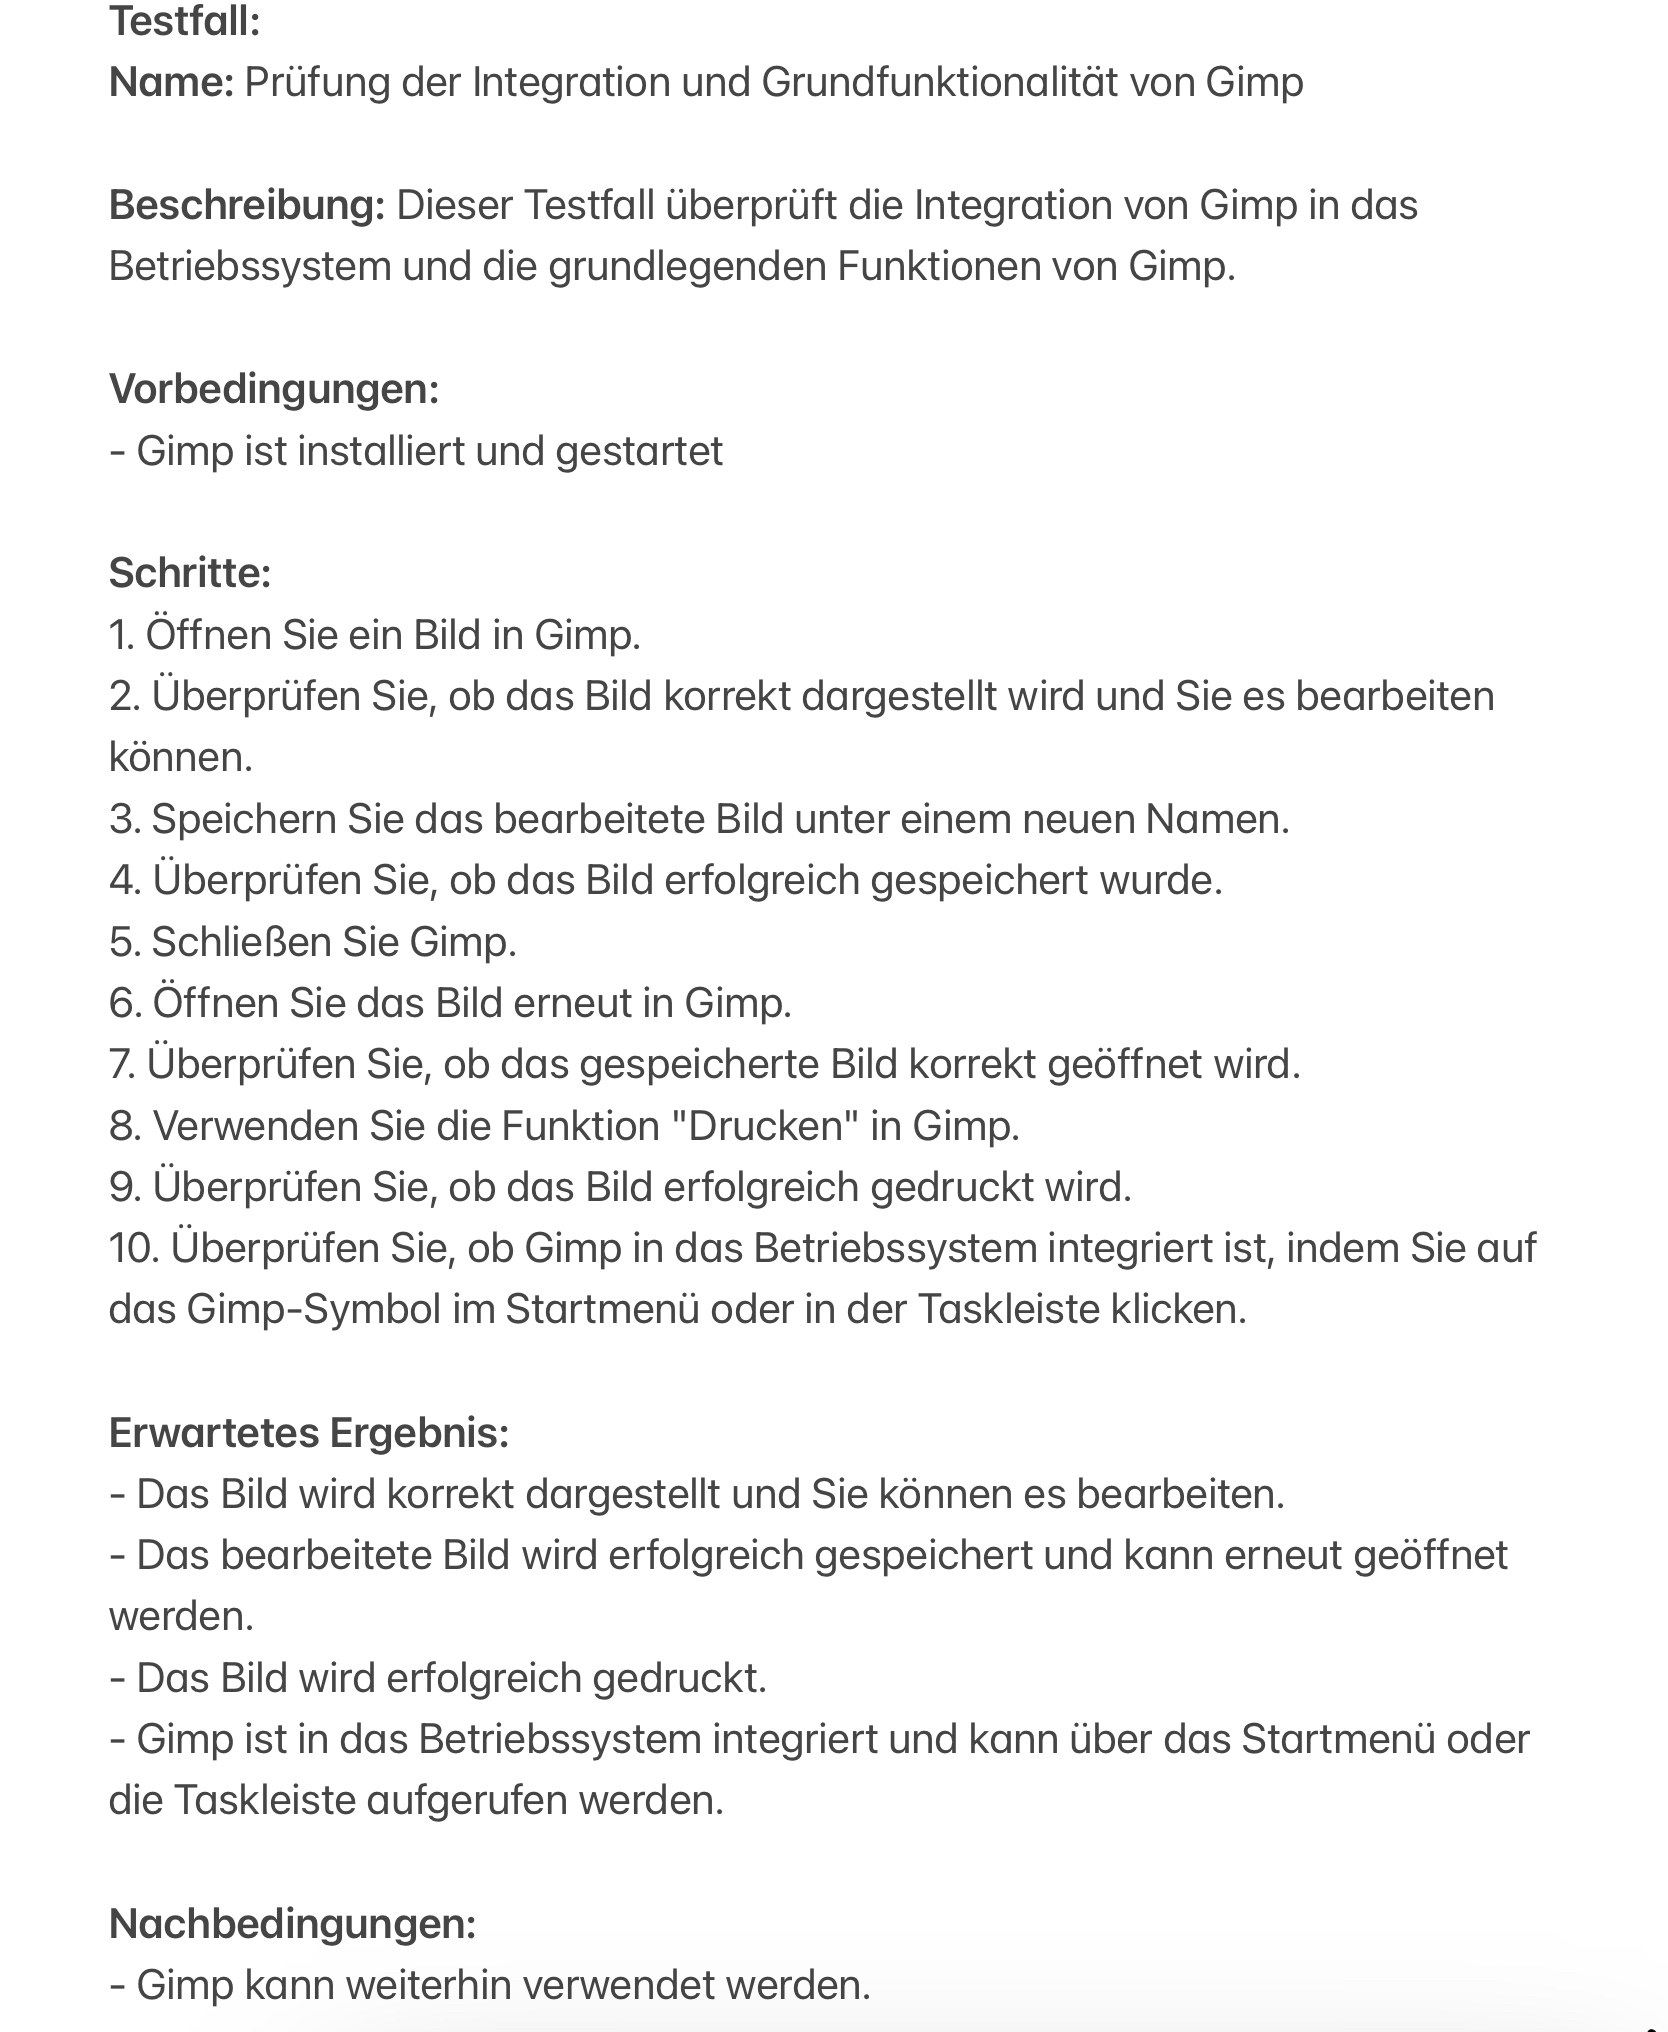 Testfall:
Name: Prüfung der Integration und Grundfunktionalität von Gimp
Beschreibung: Dieser Testfall überprüft die Integration von Gimp in das
Betriebssystem und die grundlegenden Funktionen von Gimp.
Vorbedingungen:
- Gimp ist installiert und gestartet
Schritte:
1. Öffnen Sie ein Bild in Gimp.
2. Überprüfen Sie, ob das Bild korrekt dargestellt wird und Sie es bearbeiten
können.
3. Speichern Sie das bearbeitete Bild unter einem neuen Namen.
4. Überprüfen Sie, ob das Bild erfolgreich gespeichert wurde.
5. Schließen Sie Gimp.
6. Öffnen Sie das Bild erneut in Gimp.
7. Überprüfen Sie, ob das gespeicherte Bild korrekt geöffnet wird.
8. Verwenden Sie die Funktion "Drucken" in Gimp.
9. Überprüfen Sie, ob das Bild erfolgreich gedruckt wird.
10. Überprüfen Sie, ob Gimp in das Betriebssystem integriert ist, indem Sie auf
das Gimp-Symbol im Startmenü oder in der Taskleiste klicken.
Erwartetes Ergebnis:
- Das Bild wird korrekt dargestellt und Sie können es bearbeiten.
- Das bearbeitete Bild wird erfolgreich gespeichert und kann erneut geöffnet
werden.
- Das Bild wird erfolgreich gedruckt.
- Gimp ist in das Betriebssystem integriert und kann über das Startmenü oder
die Taskleiste aufgerufen werden.
Nachbedingungen:
- Gimp kann weiterhin verwendet werden.